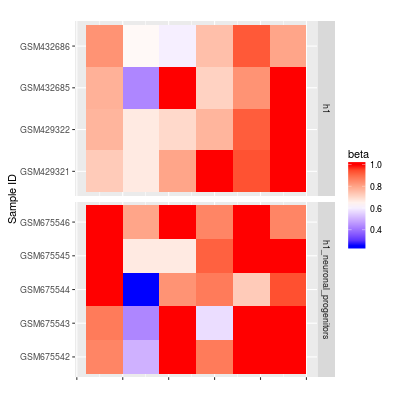 GSM432686
GSM432685
GSM429322
GSM429321
h1
GSM675546
GSM675545
GSM675544
GSM675543
GSM675542
h1_neuronal_progenitors
Sample ID
beta
1.0
0.8
0.6
0.4